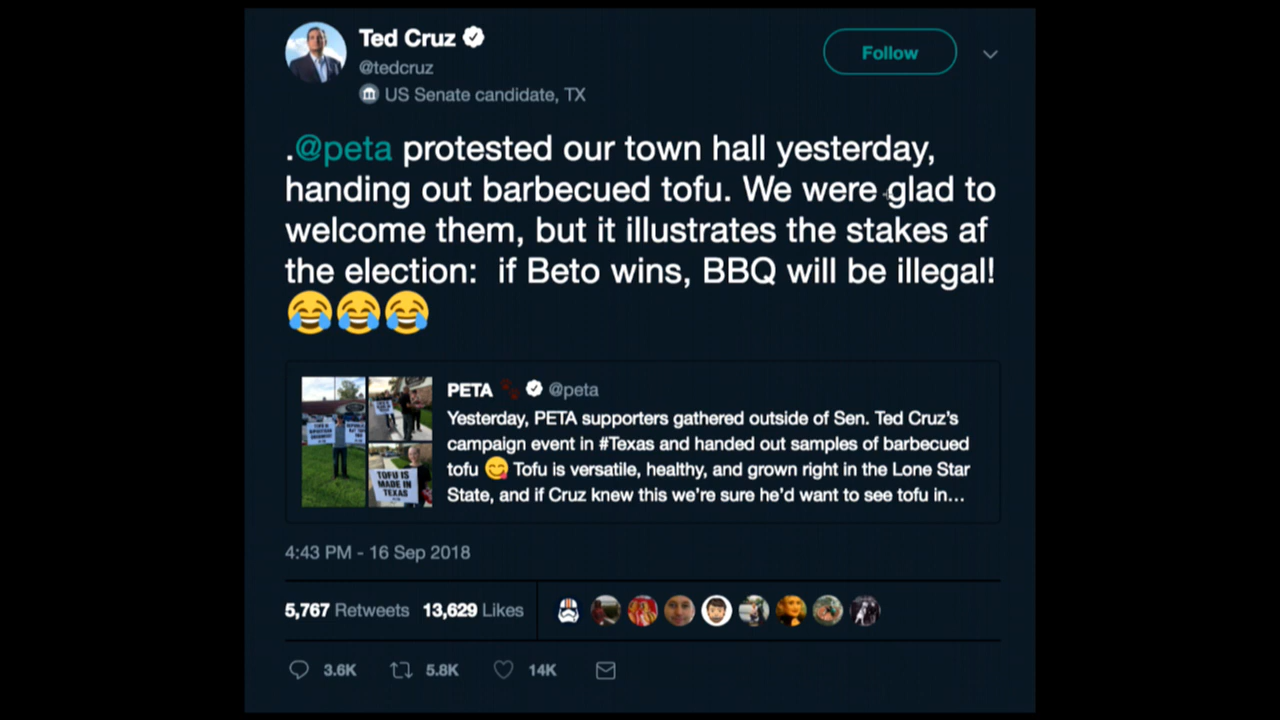 Ted Cruz
@tedcruz
Follow
US Senate candidate, TX
.@peta protested our town hall yesterday,
handing out barbecued tofu. We were glad to
welcome them, but it illustrates the stakes af
the election:  if Beto wins, BBQ will be illegal!
😂😂😂
PETA 🐾 @peta
Yesterday, PETA supporters gathered outside of Sen. Ted Cruz's
campaign event in #Texas and handed out samples of barbecued
tofu 😋 Tofu is versatile, healthy, and grown right in the Lone Star
State, and if Cruz knew this we're sure he'd want to see tofu in...
TOFU IS
MADE IN
TEXAS
4:43 PM - 16 Sep 2018
5,767 Retweets 13,629 Likes
3.6K 5.8K 14K